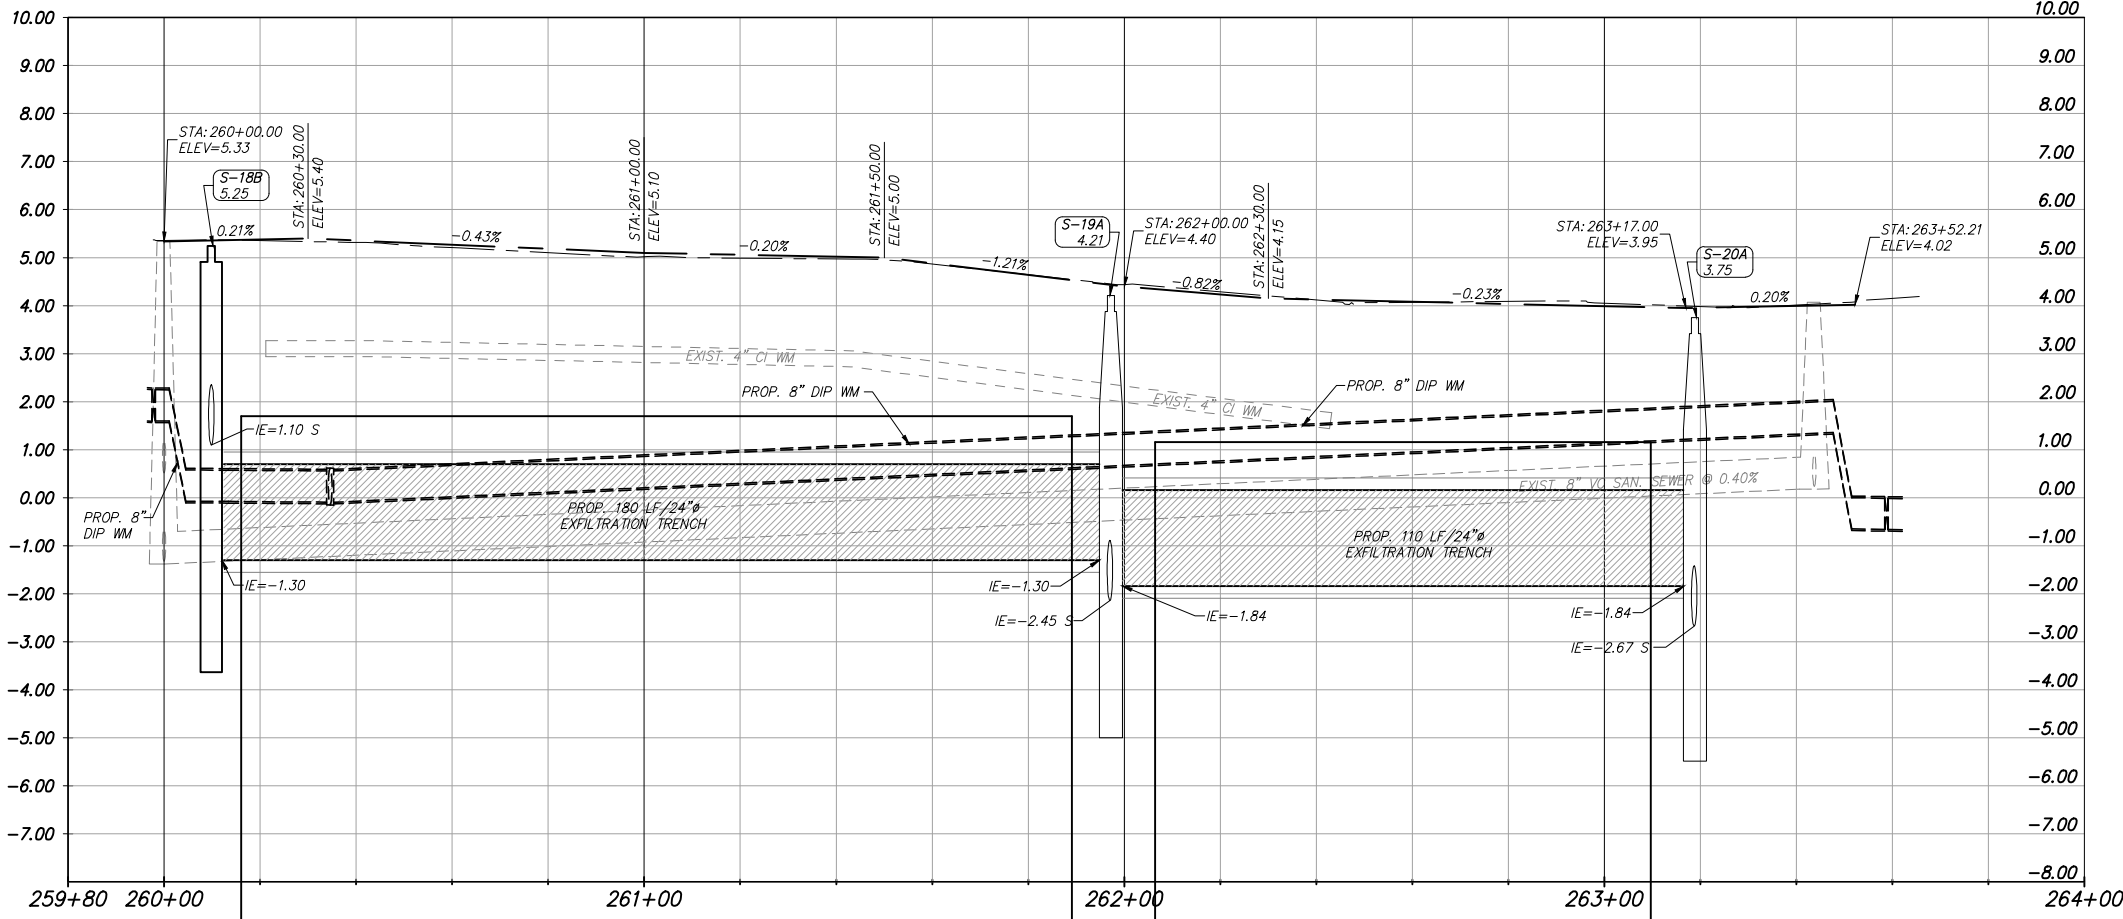 10.00
10.00
9.00
9.00
8.00
8.00
7.00
7.00
6.00
6.00
5.00
5.00
4.00
4.00
3.00
3.00
2.00
2.00
1.00
1.00
0.00
0.00
-1.00
-1.00
-2.00
-2.00
-3.00
-3.00
-4.00
-4.00
-5.00
-5.00
-6.00
-6.00
-7.00
-7.00
-8.00
STA: 260+00.00
ELEV=5.33
S-18B
5.25
STA: 260+30.00
ELEV=5.40
0.21%
-0.43%
STA: 261+00.00
ELEV=5.10
-0.20%
STA: 261+50.00
ELEV=5.00
-1.21%
S-19A
4.21
STA: 262+00.00
ELEV=4.40
-0.82%
STA: 262+30.00
ELEV=4.15
-0.23%
STA: 263+17.00
ELEV=3.95
S-20A
3.75
0.20%
STA: 263+52.21
ELEV=4.02
EXIST. 4" CI WM
PROP. 8" DIP WM
EXIST. 4" CI WM
PROP. 8" DIP WM
IE=1.10 S
PROP. 8"
DIP WM
PROP. 180 LF/24"ø
EXFILTRATION TRENCH
EXIST. 8" VC SAN. SEWER @ 0.40%
PROP. 110 LF/24"ø
EXFILTRATION TRENCH
IE=-1.30
IE=-1.30
IE=-2.45 S
IE=-1.84
IE=-1.84
IE=-2.67 S
259+80
260+00
261+00
262+00
263+00
264+00